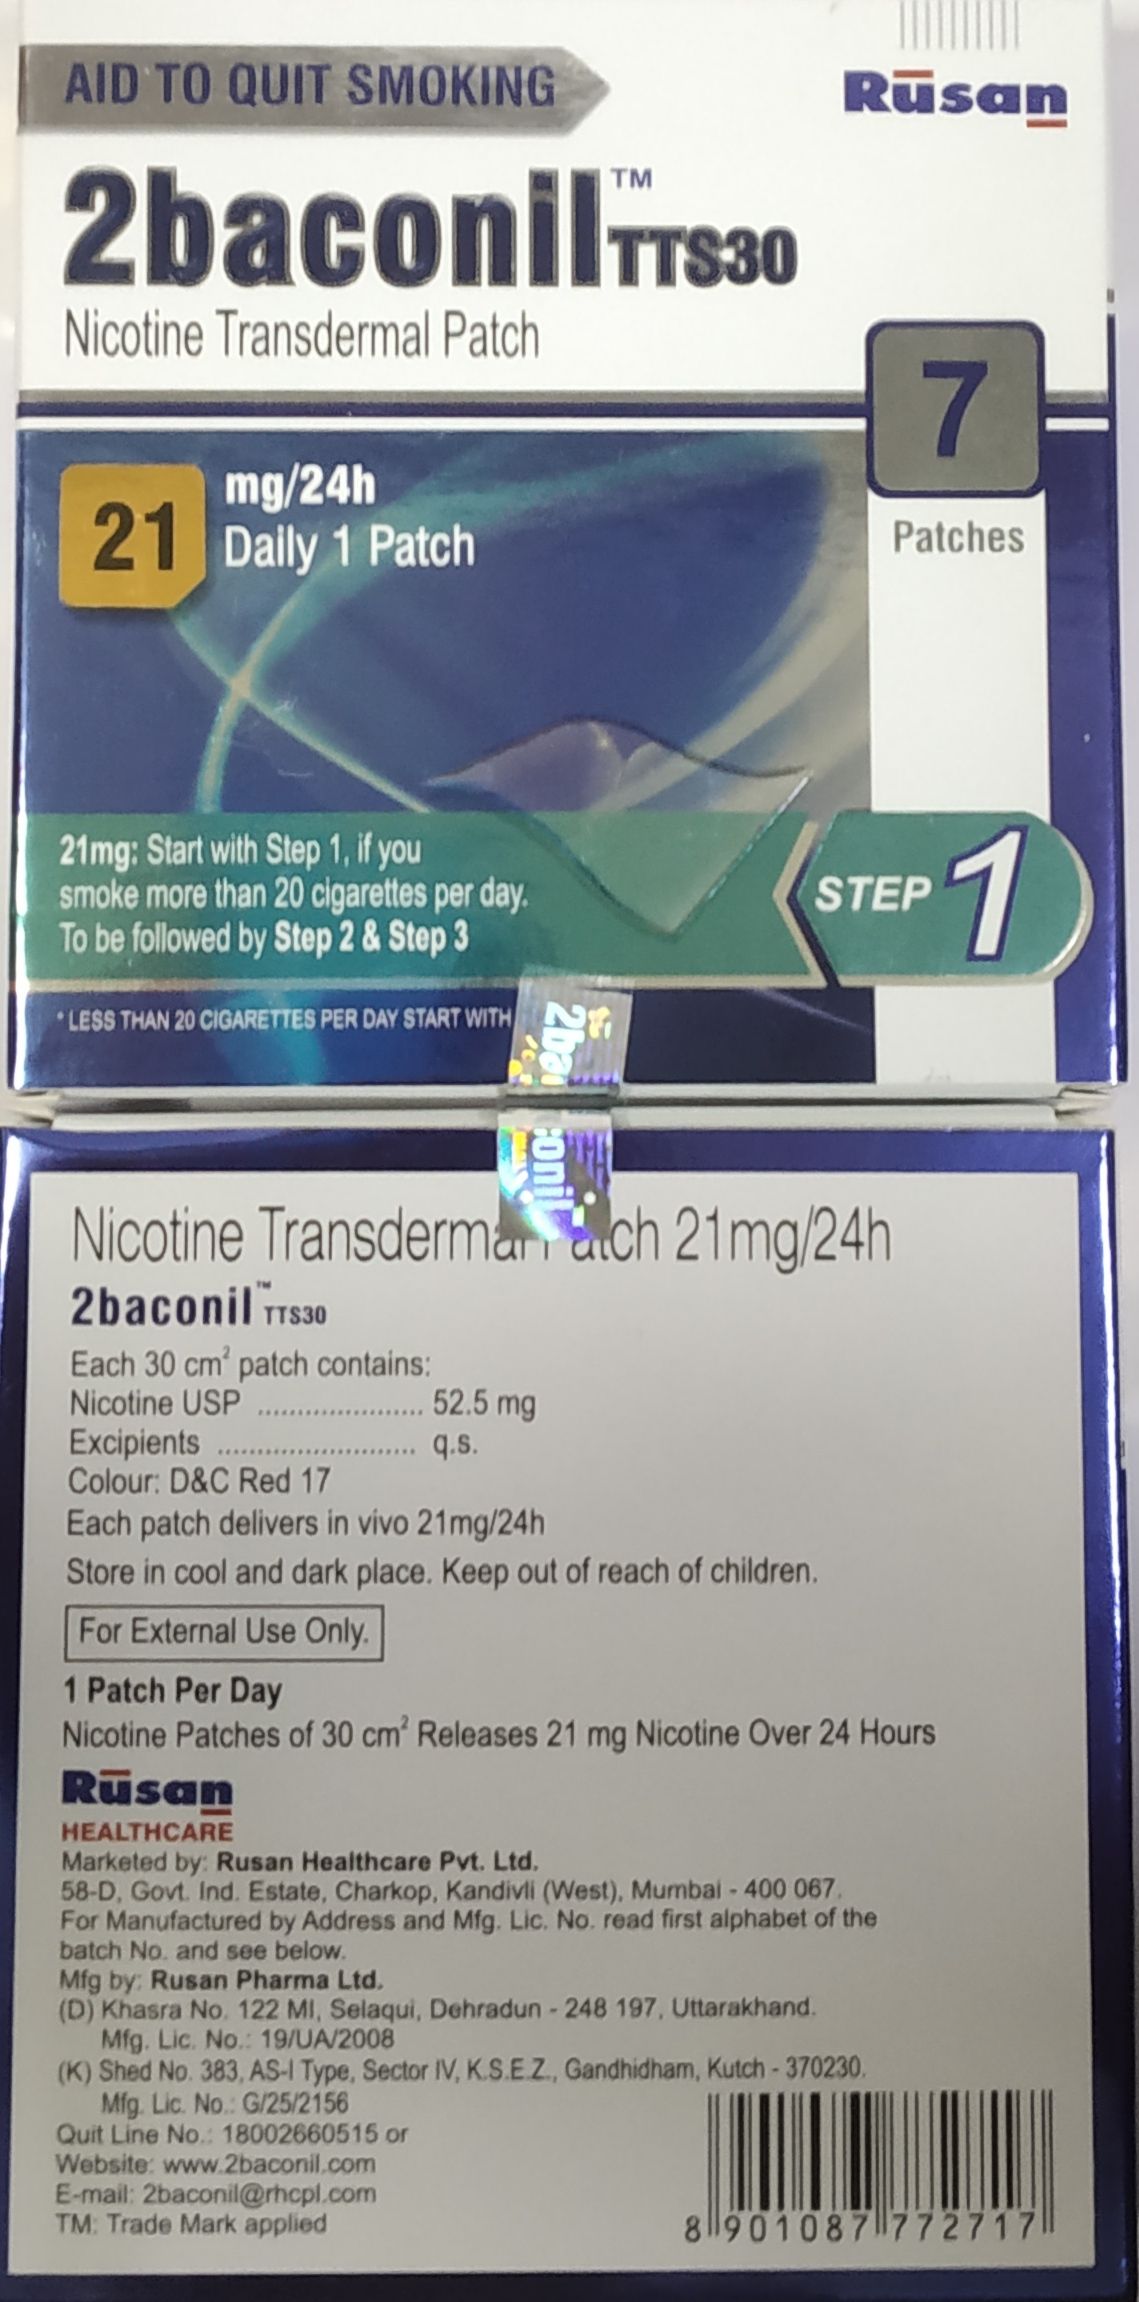 AID TO QUIT SMOKING
Rusan
2baconil™ TTS30
Nicotine Transdermal Patch
7
Patches
21
mg/24h
Daily 1 Patch
21mg: Start with Step 1, if you
smoke more than 20 cigarettes per day.
To be followed by Step 2 & Step 3
STEP 1
* LESS THAN 20 CIGARETTES PER DAY START WITH
2baconil
Nicotine Transdermal Patch 21mg/24h
2baconil™ TTS30
Each 30 cm² patch contains:
Nicotine USP ..................... 52.5 mg
Excipients ......................... q.s.
Colour: D&C Red 17
Each patch delivers in vivo 21mg/24h
Store in cool and dark place. Keep out of reach of children.
For External Use Only.
1 Patch Per Day
Nicotine Patches of 30 cm² Releases 21 mg Nicotine Over 24 Hours
Rusan
HEALTHCARE
Marketed by: Rusan Healthcare Pvt. Ltd.
58-D, Govt. Ind. Estate, Charkop, Kandivli (West), Mumbai - 400 067.
For Manufactured by Address and Mfg. Lic. No. read first alphabet of the
batch No. and see below.
Mfg by: Rusan Pharma Ltd.
(D) Khasra No. 122 MI, Selaqui, Dehradun - 248 197, Uttarakhand.
Mfg. Lic. No.: 19/UA/2008
(K) Shed No. 383, AS-I Type, Sector IV, K.S.E.Z., Gandhidham, Kutch - 370230.
Mfg. Lic. No.: G/25/2156
Quit Line No.: 18002660515 or
Website: www.2baconil.com
E-mail: 2baconil@rhcpl.com
TM: Trade Mark applied
8 901087 772717